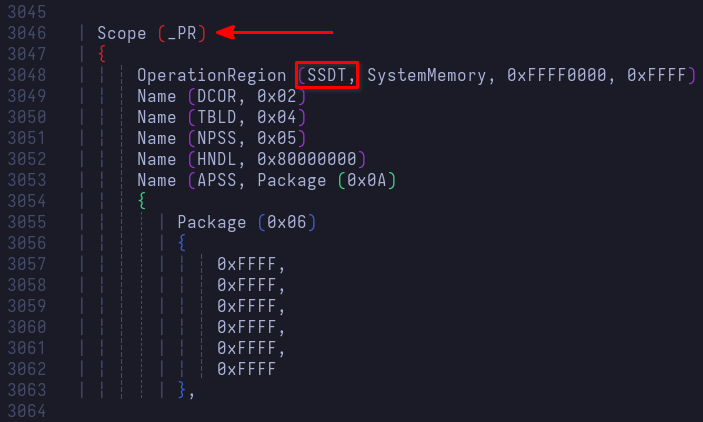 3045
3046 Scope (_PR)
3047 {
3048 OperationRegion (SSDT, SystemMemory, 0xFFFF0000, 0xFFFF)
3049 Name (DCOR, 0x02)
3050 Name (TBLD, 0x04)
3051 Name (NPSS, 0x05)
3052 Name (HNDL, 0x80000000)
3053 Name (APSS, Package (0x0A)
3054 {
3055 Package (0x06)
3056 {
3057 0xFFFF,
3058 0xFFFF,
3059 0xFFFF,
3060 0xFFFF,
3061 0xFFFF,
3062 0xFFFF
3063 },
3064